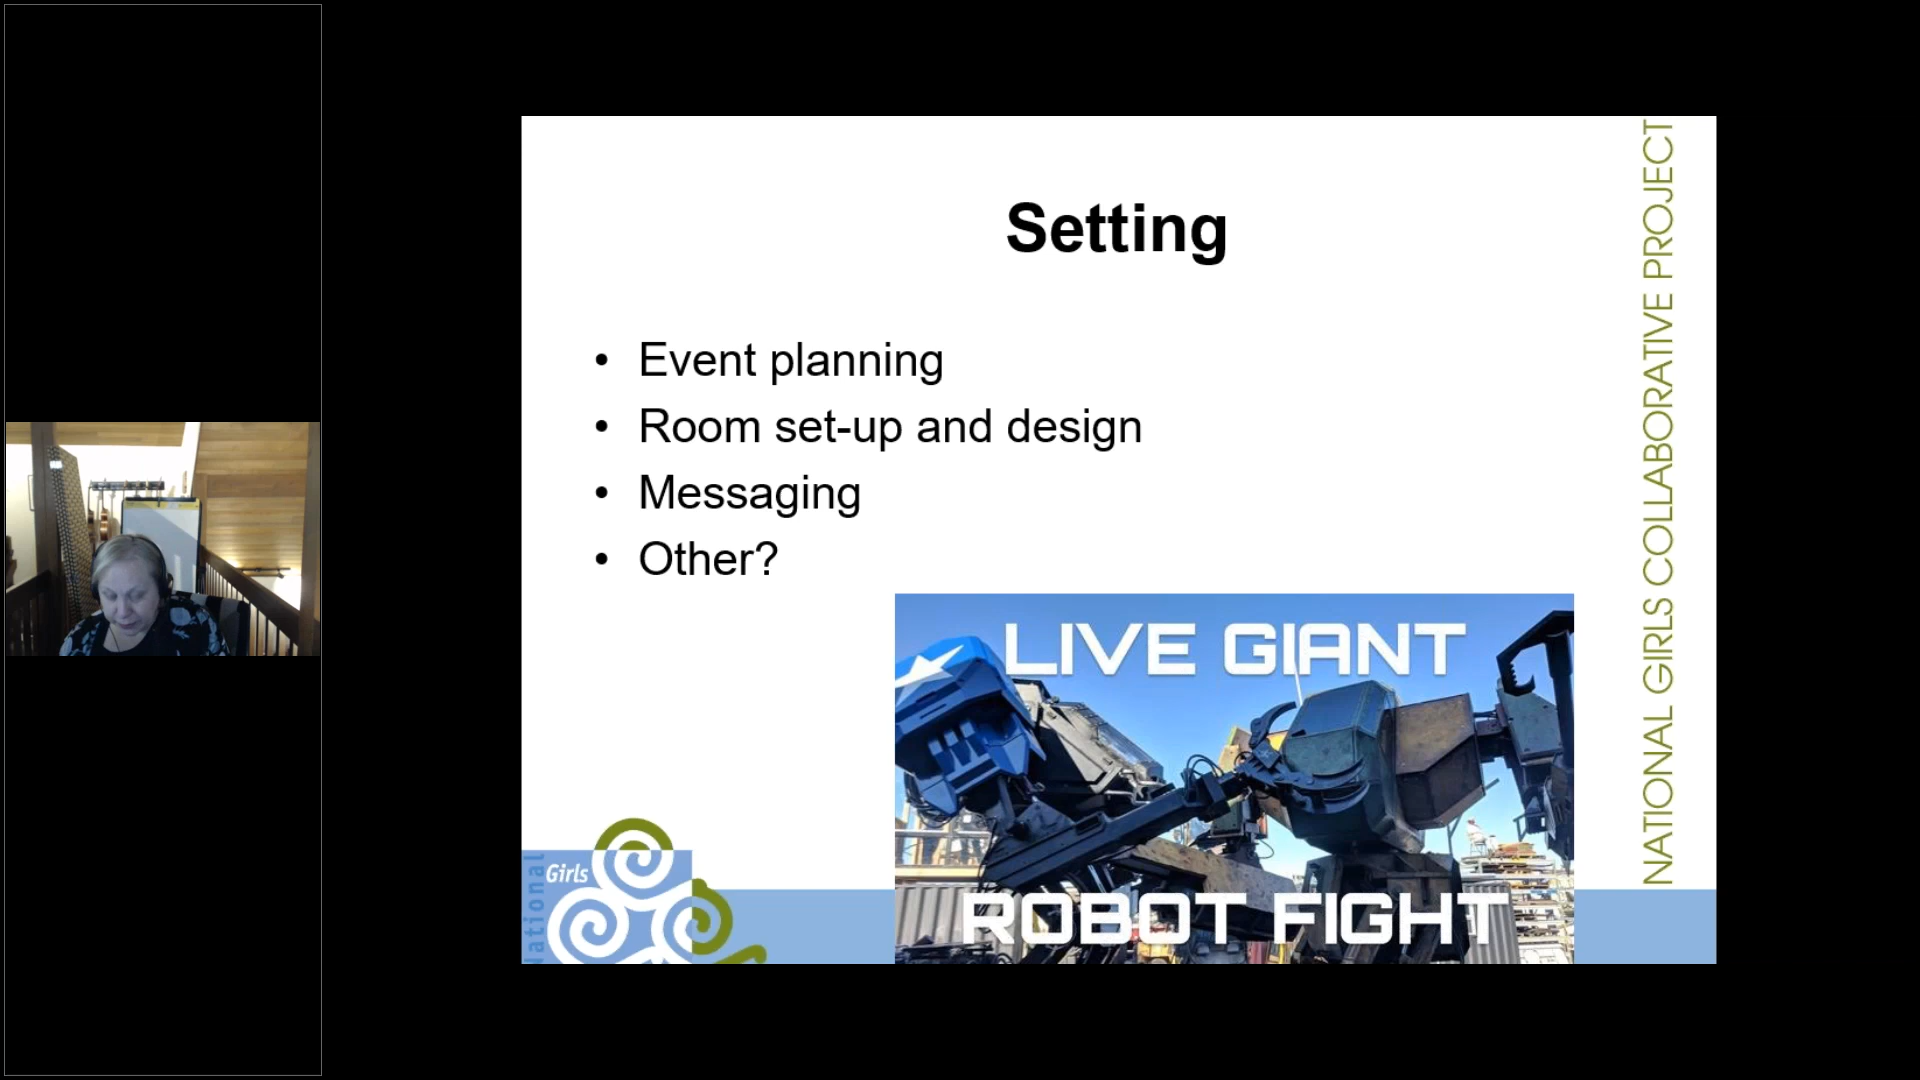 Setting
• Event planning
• Room set-up and design
• Messaging
• Other?
LIVE GIANT
ROBOT FIGHT
NATIONAL GIRLS COLLABORATIVE PROJECT
National
Girls